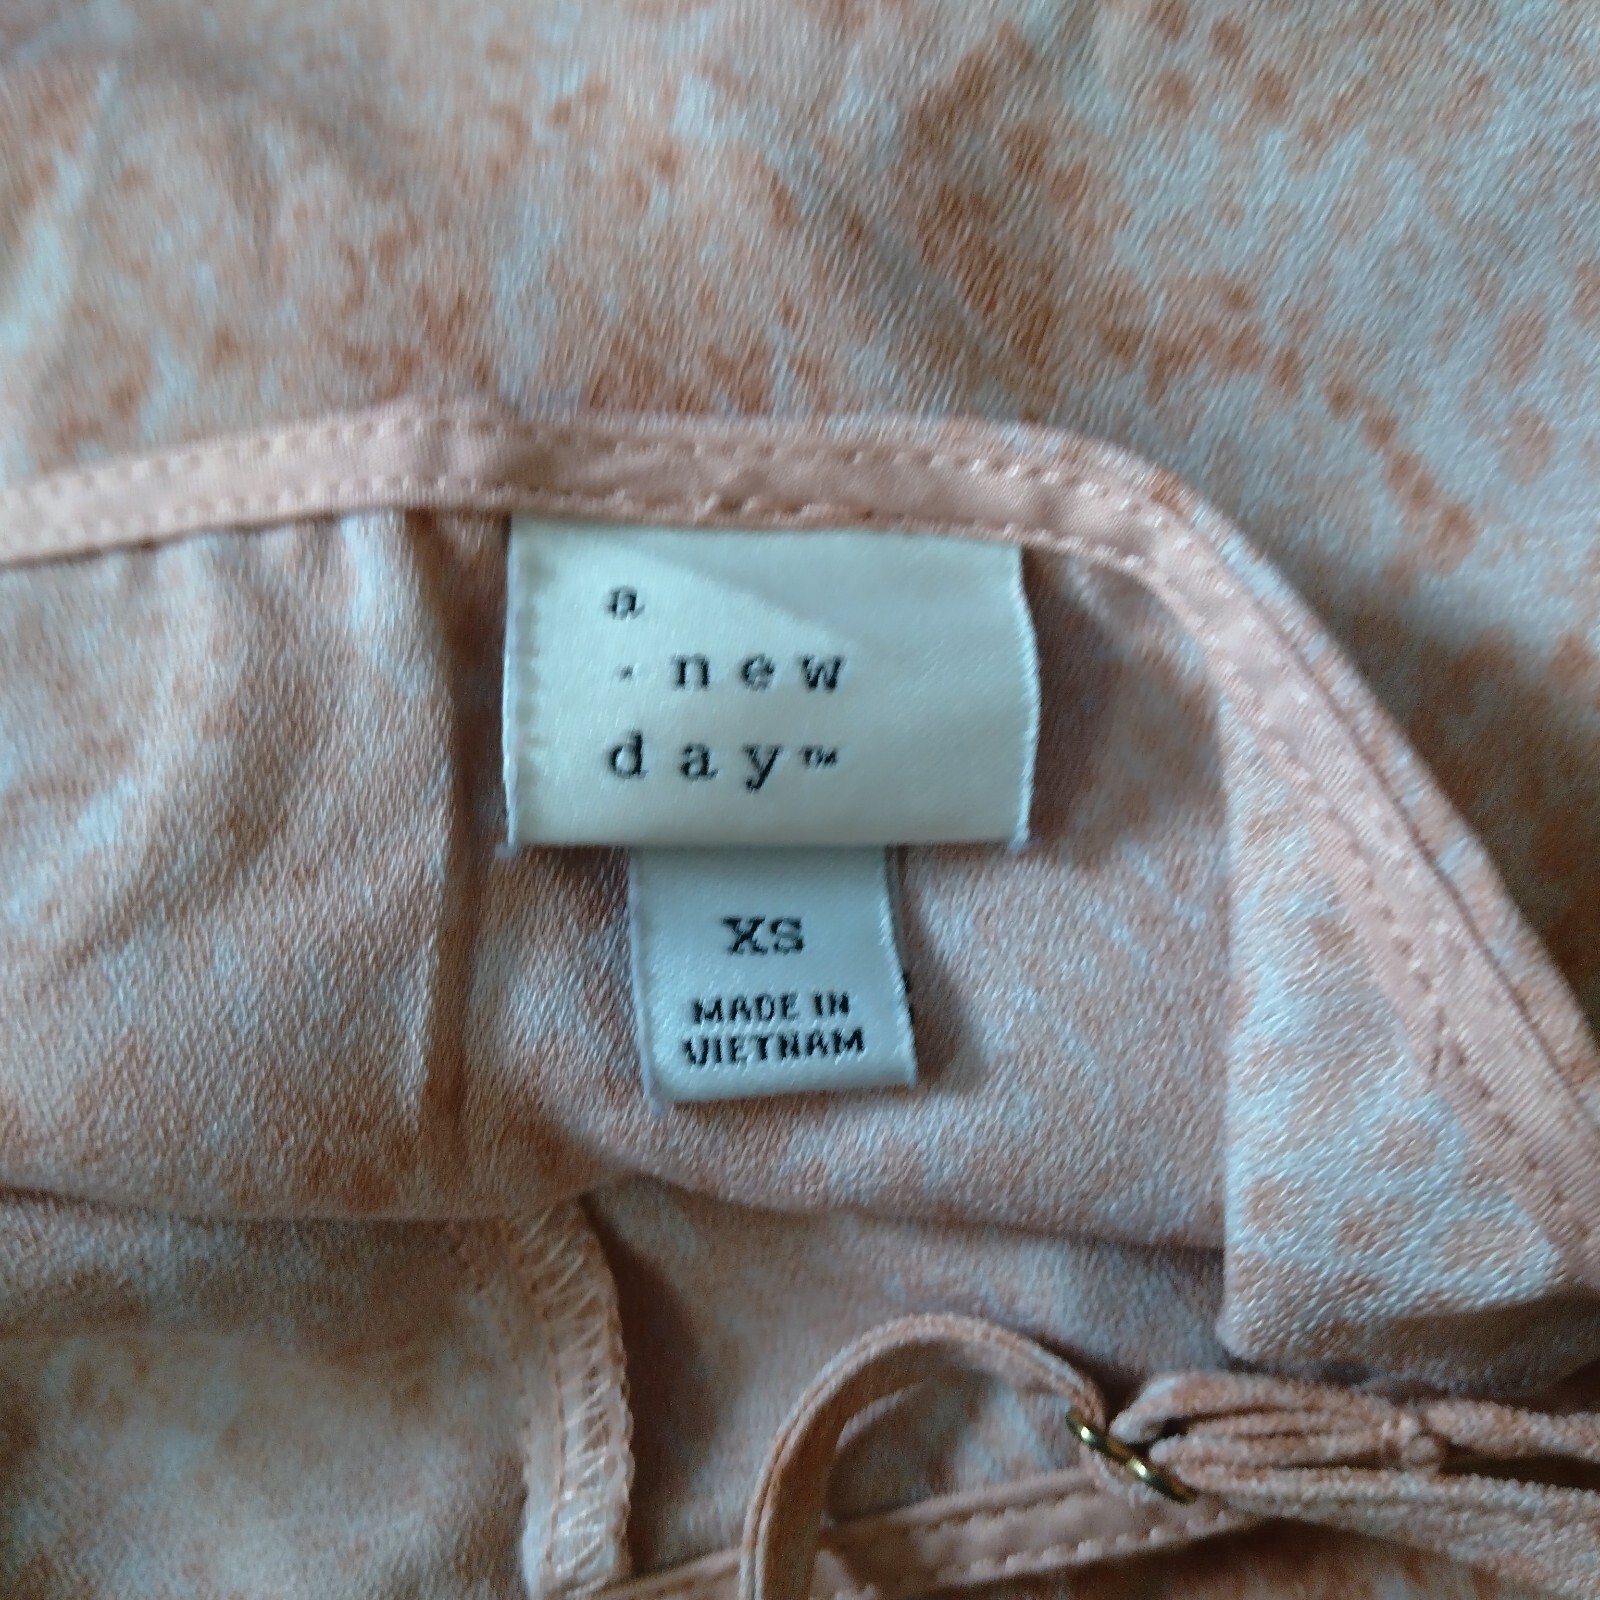 a
- new
day™
XS
MADE IN
VIETNAM